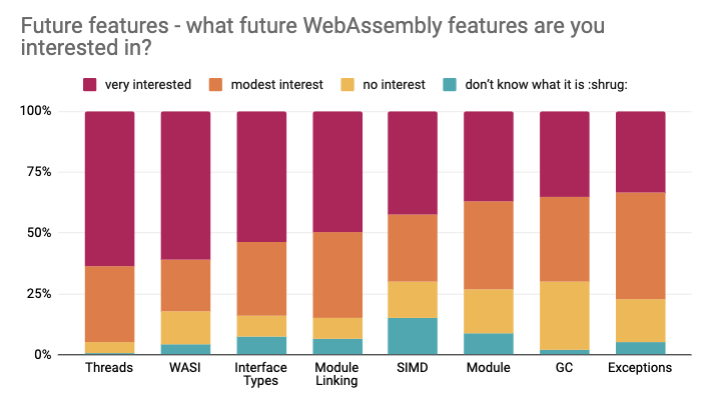 Future features - what future WebAssembly features are you
interested in?
very interested modest interest no interest don't know what it is :shrug:
100%
75%
50%
25%
0%
Threads WASI Interface Types Module Linking SIMD Module GC Exceptions